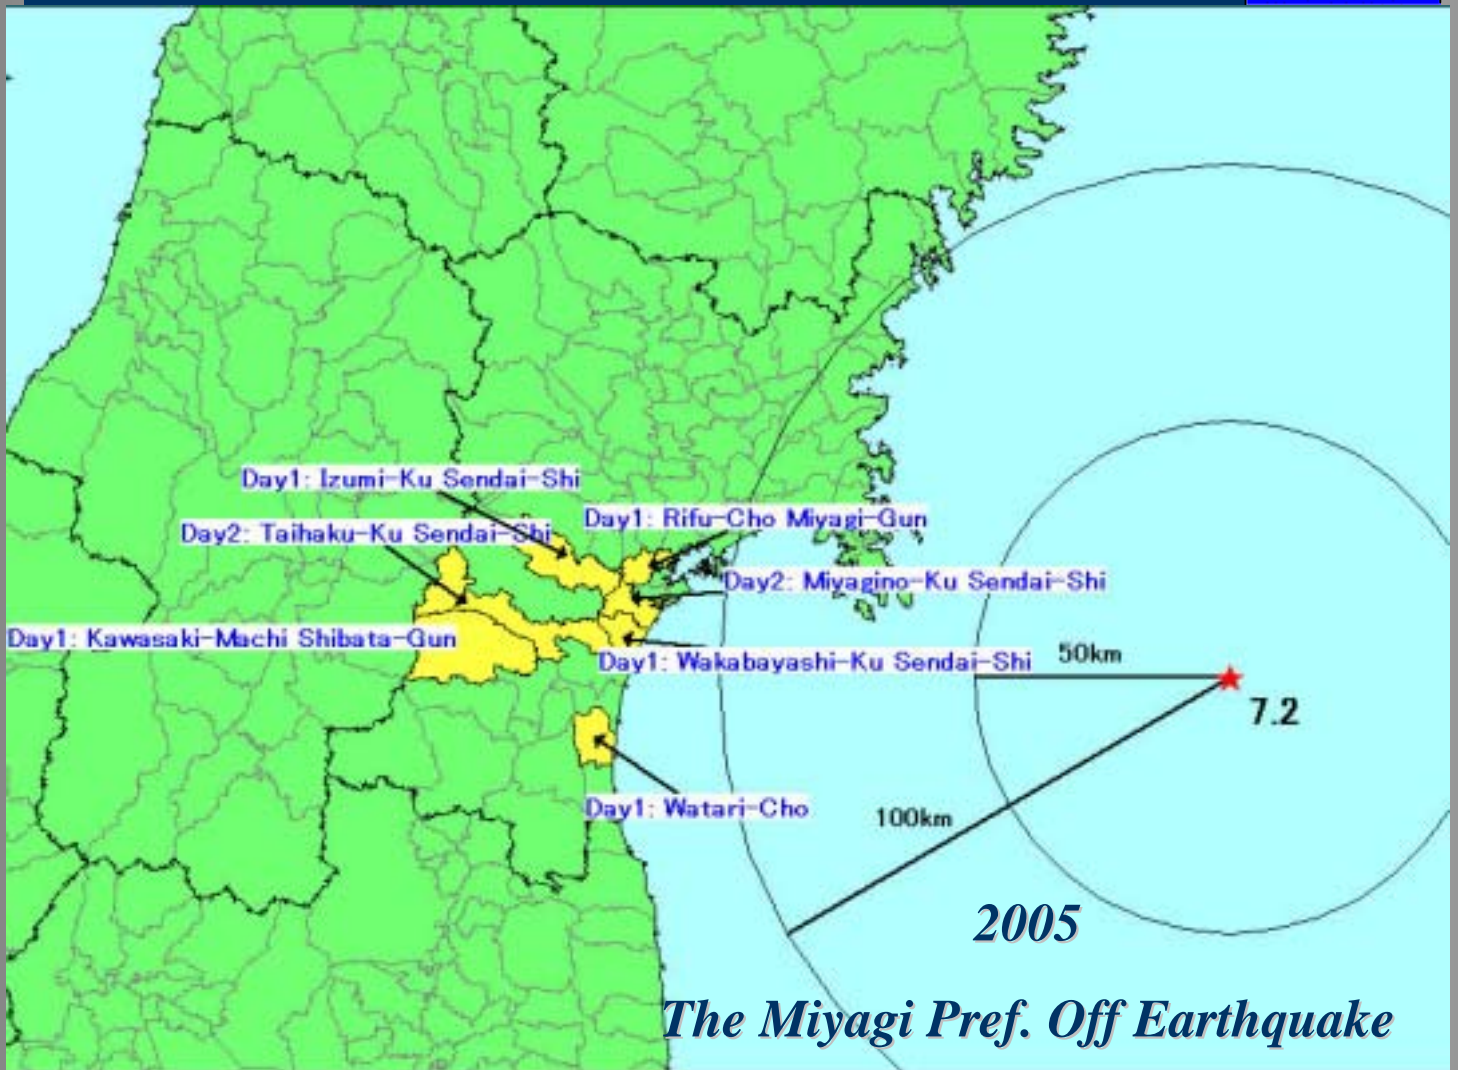 Day1: Izumi-Ku Sendai-Shi
Day1: Rifu-Cho Miyagi-Gun
Day2: Taihaku-Ku Sendai-Shi
Day2: Miyagino-Ku Sendai-Shi
Day1: Kawasaki-Machi Shibata-Gun
Day1: Wakabayashi-Ku Sendai-Shi
50km
7.2
Day1: Watari-Cho
100km
2005
The Miyagi Pref. Off Earthquake